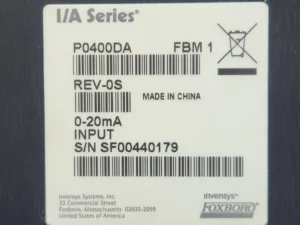 I/A Series®
P0400DA FBM 1
REV-0S
MADE IN CHINA
0-20mA
INPUT
S/N SF00440179
Invensys Systems, Inc.
33 Commercial Street
Foxboro, Massachusetts 02035-2099
United States of America
invensys™
FOXBORO